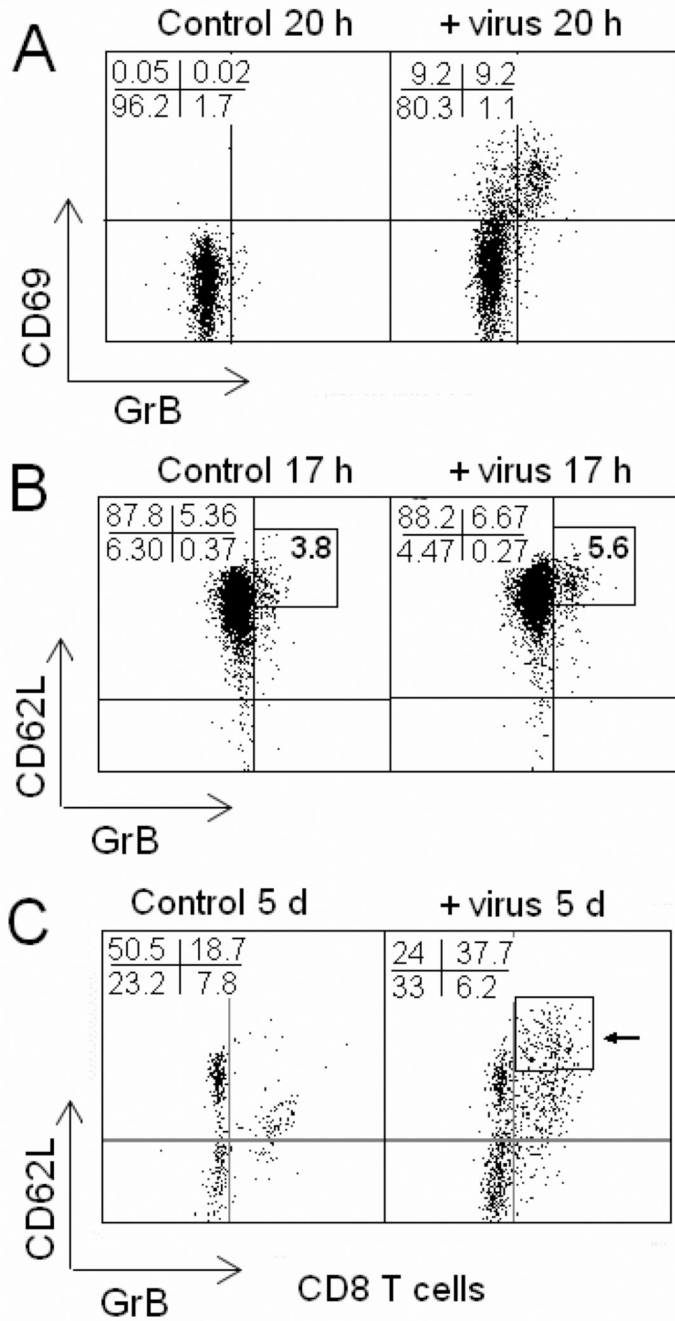 A
Control 20 h
+ virus 20 h
0.05 0.02
96.2 1.7
9.2 9.2
80.3 1.1
CD69
GrB
B
Control 17 h
+ virus 17 h
87.8 5.36
6.30 0.37
3.8
88.2 6.67
4.47 0.27
5.6
CD62L
GrB
C
Control 5 d
+ virus 5 d
50.5 18.7
23.2 7.8
24 37.7
33 6.2
CD62L
GrB
CD8 T cells